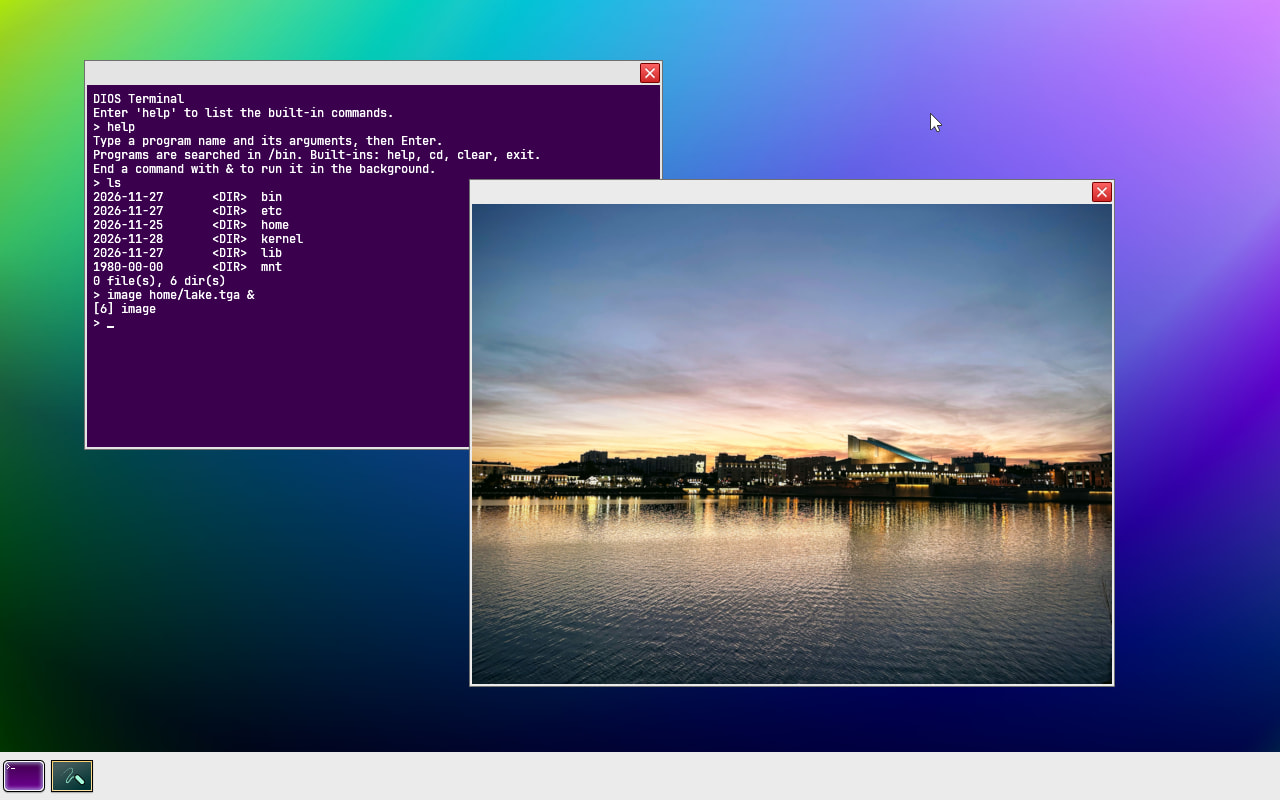 DIOS Terminal
Enter 'help' to list the built-in commands.
> help
Type a program name and its arguments, then Enter.
Programs are searched in /bin. Built-ins: help, cd, clear, exit.
End a command with & to run it in the background.
> ls
2026-11-27       <DIR>  bin
2026-11-27       <DIR>  etc
2026-11-25       <DIR>  home
2026-11-28       <DIR>  kernel
2026-11-27       <DIR>  lib
1980-00-00       <DIR>  mnt
0 file(s), 6 dir(s)
> image home/lake.tga &
[6] image
> _
>_